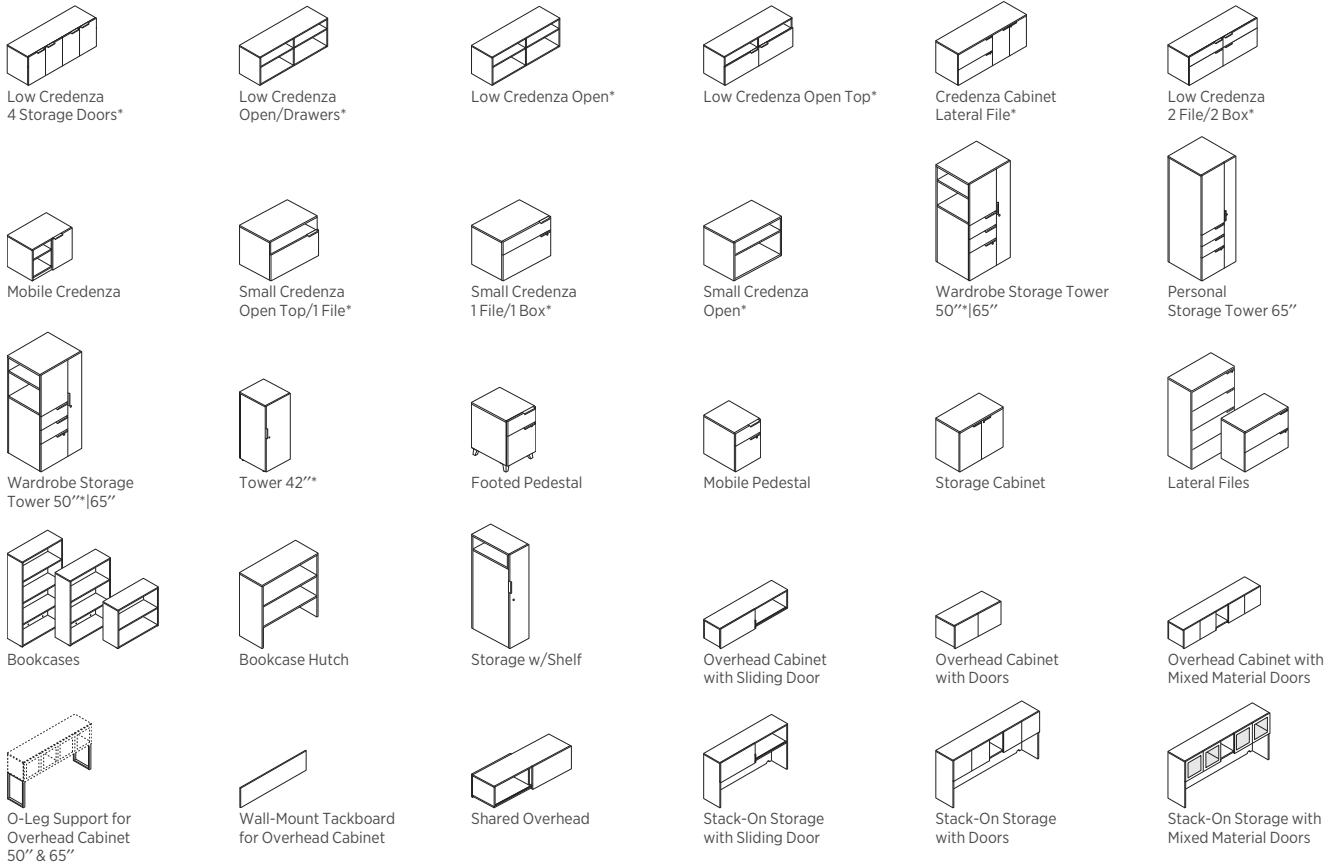 Low Credenza
4 Storage Doors*
Low Credenza
Open/Drawers*
Low Credenza Open*
Low Credenza Open Top*
Credenza Cabinet
Lateral File*
Low Credenza
2 File/2 Box*
Mobile Credenza
Small Credenza
Open Top/1 File*
Small Credenza
1 File/1 Box*
Small Credenza
Open*
Wardrobe Storage Tower
50″*|65″
Personal
Storage Tower 65″
Wardrobe Storage
Tower 50″*|65″
Tower 42″*
Footed Pedestal
Mobile Pedestal
Storage Cabinet
Lateral Files
Bookcases
Bookcase Hutch
Storage w/Shelf
Overhead Cabinet
with Sliding Door
Overhead Cabinet
with Doors
Overhead Cabinet with
Mixed Material Doors
O-Leg Support for
Overhead Cabinet
50″ & 65″
Wall-Mount Tackboard
for Overhead Cabinet
Shared Overhead
Stack-On Storage
with Sliding Door
Stack-On Storage
with Doors
Stack-On Storage with
Mixed Material Doors